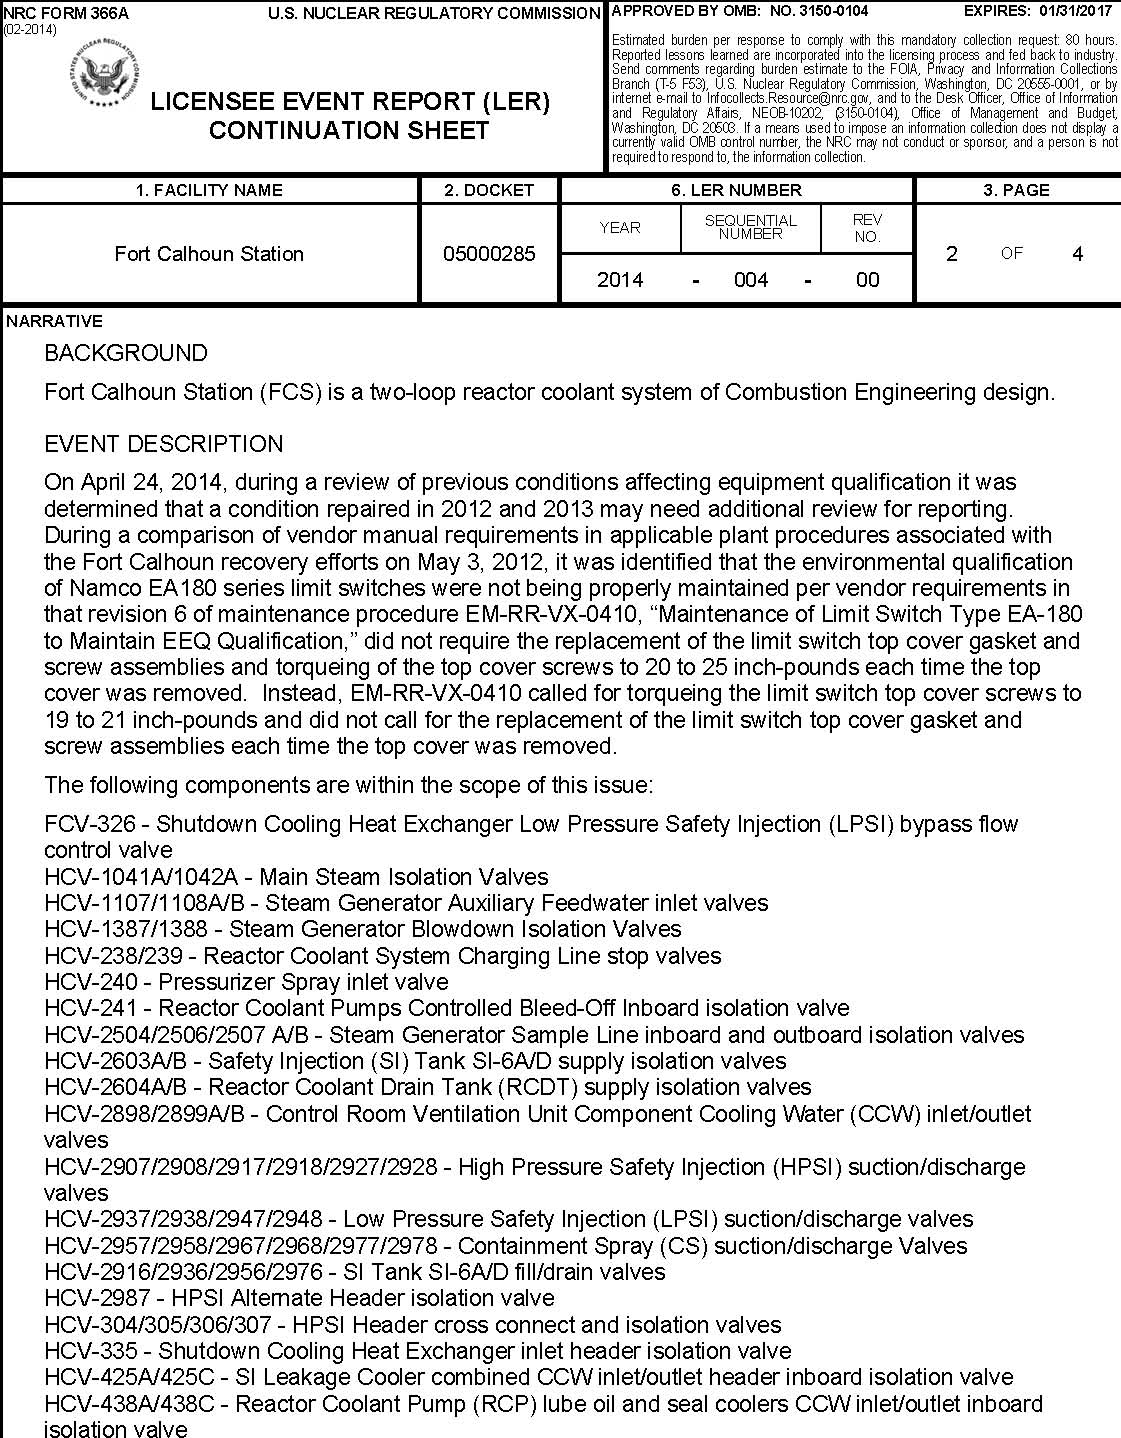 NRC FORM 366A
(02-2014)
U.S. NUCLEAR REGULATORY COMMISSION
LICENSEE EVENT REPORT (LER)
CONTINUATION SHEET
APPROVED BY OMB: NO. 3150-0104 EXPIRES: 01/31/2017
Estimated burden per response to comply with this mandatory collection request: 80 hours.
Reported lessons learned are incorporated into the licensing process and fed back to industry.
Send comments regarding burden estimate to the FOIA, Privacy and Information Collections
Branch (T-5 F53), U.S. Nuclear Regulatory Commission, Washington, DC 20555-0001, or by
internet e-mail to Infocollects.Resource@nrc.gov, and to the Desk Officer, Office of Information
and Regulatory Affairs, NEOB-10202, (3150-0104), Office of Management and Budget,
Washington, DC 20503. If a means used to impose an information collection does not display a
currently valid OMB control number, the NRC may not conduct or sponsor, and a person is not
required to respond to, the information collection.
1. FACILITY NAME
2. DOCKET
6. LER NUMBER
3. PAGE
Fort Calhoun Station
05000285
YEAR
SEQUENTIAL
NUMBER
REV
NO.
2014 - 004 - 00
2 OF 4
NARRATIVE
BACKGROUND
Fort Calhoun Station (FCS) is a two-loop reactor coolant system of Combustion Engineering design.
EVENT DESCRIPTION
On April 24, 2014, during a review of previous conditions affecting equipment qualification it was
determined that a condition repaired in 2012 and 2013 may need additional review for reporting.
During a comparison of vendor manual requirements in applicable plant procedures associated with
the Fort Calhoun recovery efforts on May 3, 2012, it was identified that the environmental qualification
of Namco EA180 series limit switches were not being properly maintained per vendor requirements in
that revision 6 of maintenance procedure EM-RR-VX-0410, “Maintenance of Limit Switch Type EA-180
to Maintain EEQ Qualification,” did not require the replacement of the limit switch top cover gasket and
screw assemblies and torqueing of the top cover screws to 20 to 25 inch-pounds each time the top
cover was removed. Instead, EM-RR-VX-0410 called for torqueing the limit switch top cover screws to
19 to 21 inch-pounds and did not call for the replacement of the limit switch top cover gasket and
screw assemblies each time the top cover was removed.
The following components are within the scope of this issue:
FCV-326 - Shutdown Cooling Heat Exchanger Low Pressure Safety Injection (LPSI) bypass flow
control valve
HCV-1041A/1042A - Main Steam Isolation Valves
HCV-1107/1108A/B - Steam Generator Auxiliary Feedwater inlet valves
HCV-1387/1388 - Steam Generator Blowdown Isolation Valves
HCV-238/239 - Reactor Coolant System Charging Line stop valves
HCV-240 - Pressurizer Spray inlet valve
HCV-241 - Reactor Coolant Pumps Controlled Bleed-Off Inboard isolation valve
HCV-2504/2506/2507 A/B - Steam Generator Sample Line inboard and outboard isolation valves
HCV-2603A/B - Safety Injection (SI) Tank SI-6A/D supply isolation valves
HCV-2604A/B - Reactor Coolant Drain Tank (RCDT) supply isolation valves
HCV-2898/2899A/B - Control Room Ventilation Unit Component Cooling Water (CCW) inlet/outlet
valves
HCV-2907/2908/2917/2918/2927/2928 - High Pressure Safety Injection (HPSI) suction/discharge
valves
HCV-2937/2938/2947/2948 - Low Pressure Safety Injection (LPSI) suction/discharge valves
HCV-2957/2958/2967/2968/2977/2978 - Containment Spray (CS) suction/discharge Valves
HCV-2916/2936/2956/2976 - SI Tank SI-6A/D fill/drain valves
HCV-2987 - HPSI Alternate Header isolation valve
HCV-304/305/306/307 - HPSI Header cross connect and isolation valves
HCV-335 - Shutdown Cooling Heat Exchanger inlet header isolation valve
HCV-425A/425C - SI Leakage Cooler combined CCW inlet/outlet header inboard isolation valve
HCV-438A/438C - Reactor Coolant Pump (RCP) lube oil and seal coolers CCW inlet/outlet inboard
isolation valve